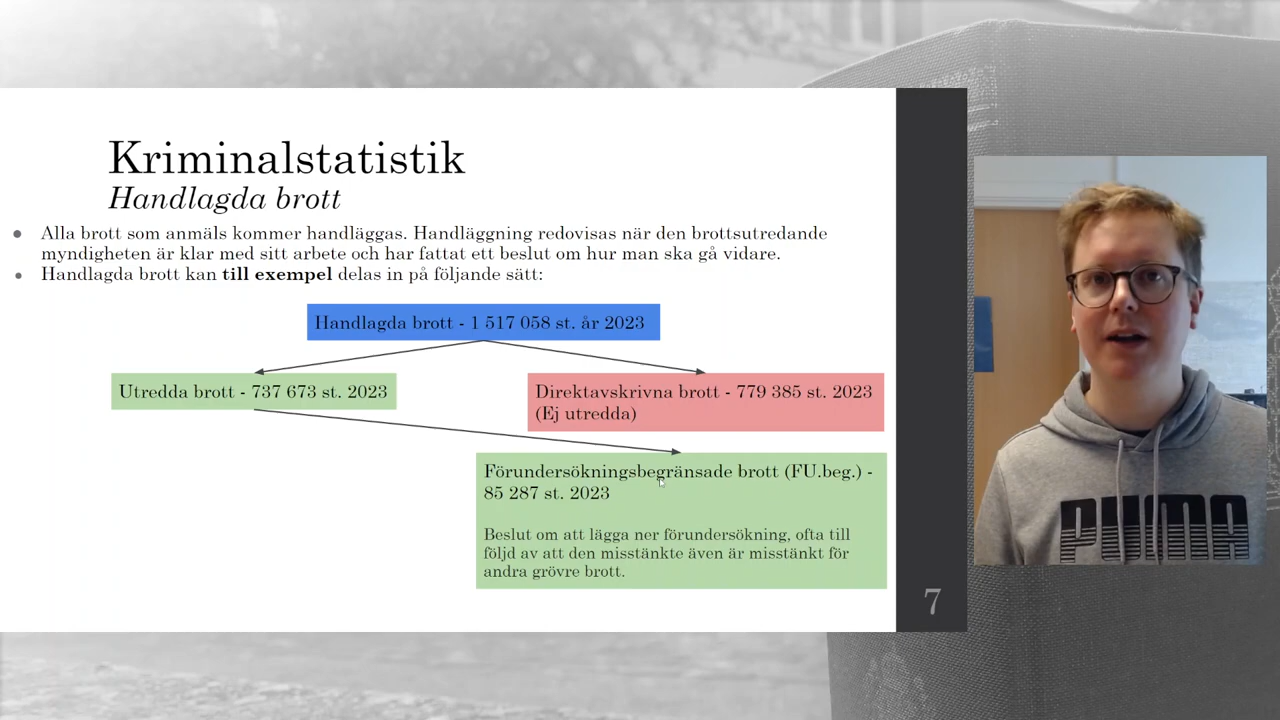 Kriminalstatistik
Handlagda brott
Alla brott som anmäls kommer handläggas. Handläggning redovisas när den brottsutredande
myndigheten är klar med sitt arbete och har fattat ett beslut om hur man ska gå vidare.
Handlagda brott kan till exempel delas in på följande sätt:
Handlagda brott - 1 517 058 st. år 2023
Utredda brott - 737 673 st. 2023
Direktavskrivna brott - 779 385 st. 2023
(Ej utredda)
Förundersökningsbegränsade brott (FU.beg.) -
85 287 st. 2023
Beslut om att lägga ner förundersökning, ofta till
följd av att den misstänkte även är misstänkt för
andra grövre brott.
7
PUMA